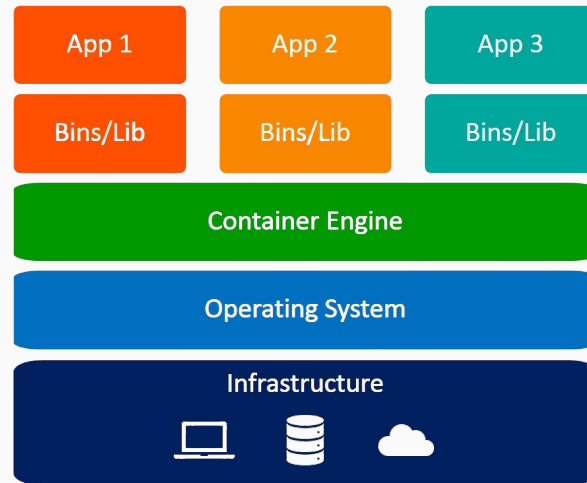 App 1
App 2
App 3
Bins/Lib
Bins/Lib
Bins/Lib
Container Engine
Operating System
Infrastructure